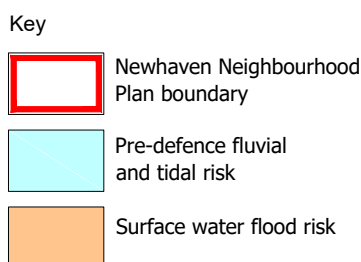 Key
Newhaven Neighbourhood
Plan boundary
Pre-defence fluvial
and tidal risk
Surface water flood risk